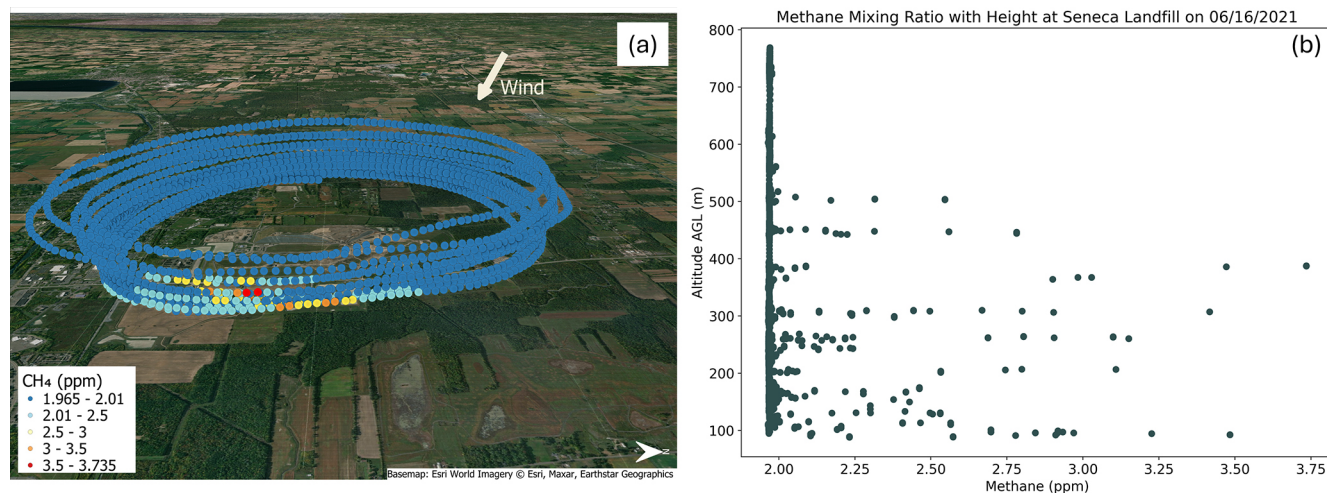 (a)
Wind
CH₄ (ppm)
1.965 - 2.01
2.01 - 2.5
2.5 - 3
3 - 3.5
3.5 - 3.735
N
Basemap: Esri World Imagery © Esri, Maxar, Earthstar Geographics
Methane Mixing Ratio with Height at Seneca Landfill on 06/16/2021
(b)
Altitude AGL (m)
800
700
600
500
400
300
200
100
2.00 2.25 2.50 2.75 3.00 3.25 3.50 3.75
Methane (ppm)